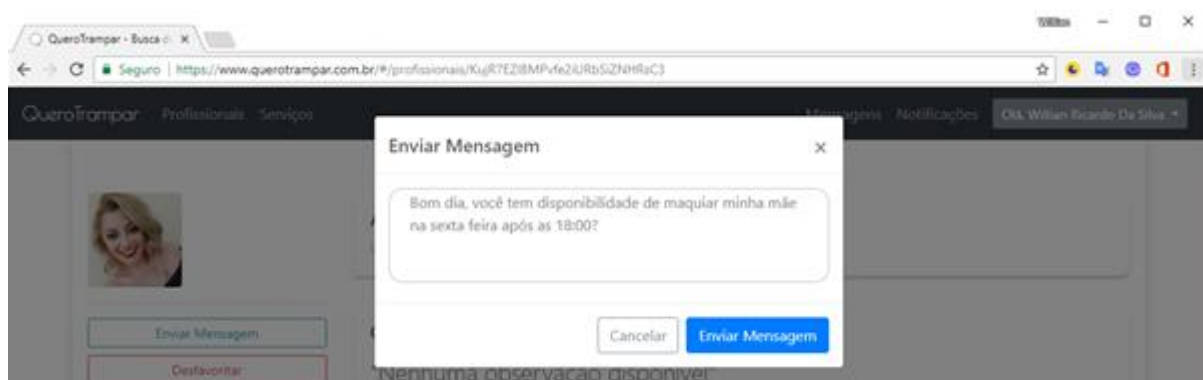 Willian
QueroTrampar - Busca d
Seguro | https://www.querotrampar.com.br/#/profissionais/
QueroTrampar Profissionais Serviços Mensagens Notificações Olá, Willian Ricardo Da Silva
Enviar Mensagem
Bom dia, você tem disponibilidade de maquiar minha mãe
na sexta feira após as 18:00?
Cancelar Enviar Mensagem
Enviar Mensagem
Desfavoritar
"Nenhuma observação disponível"